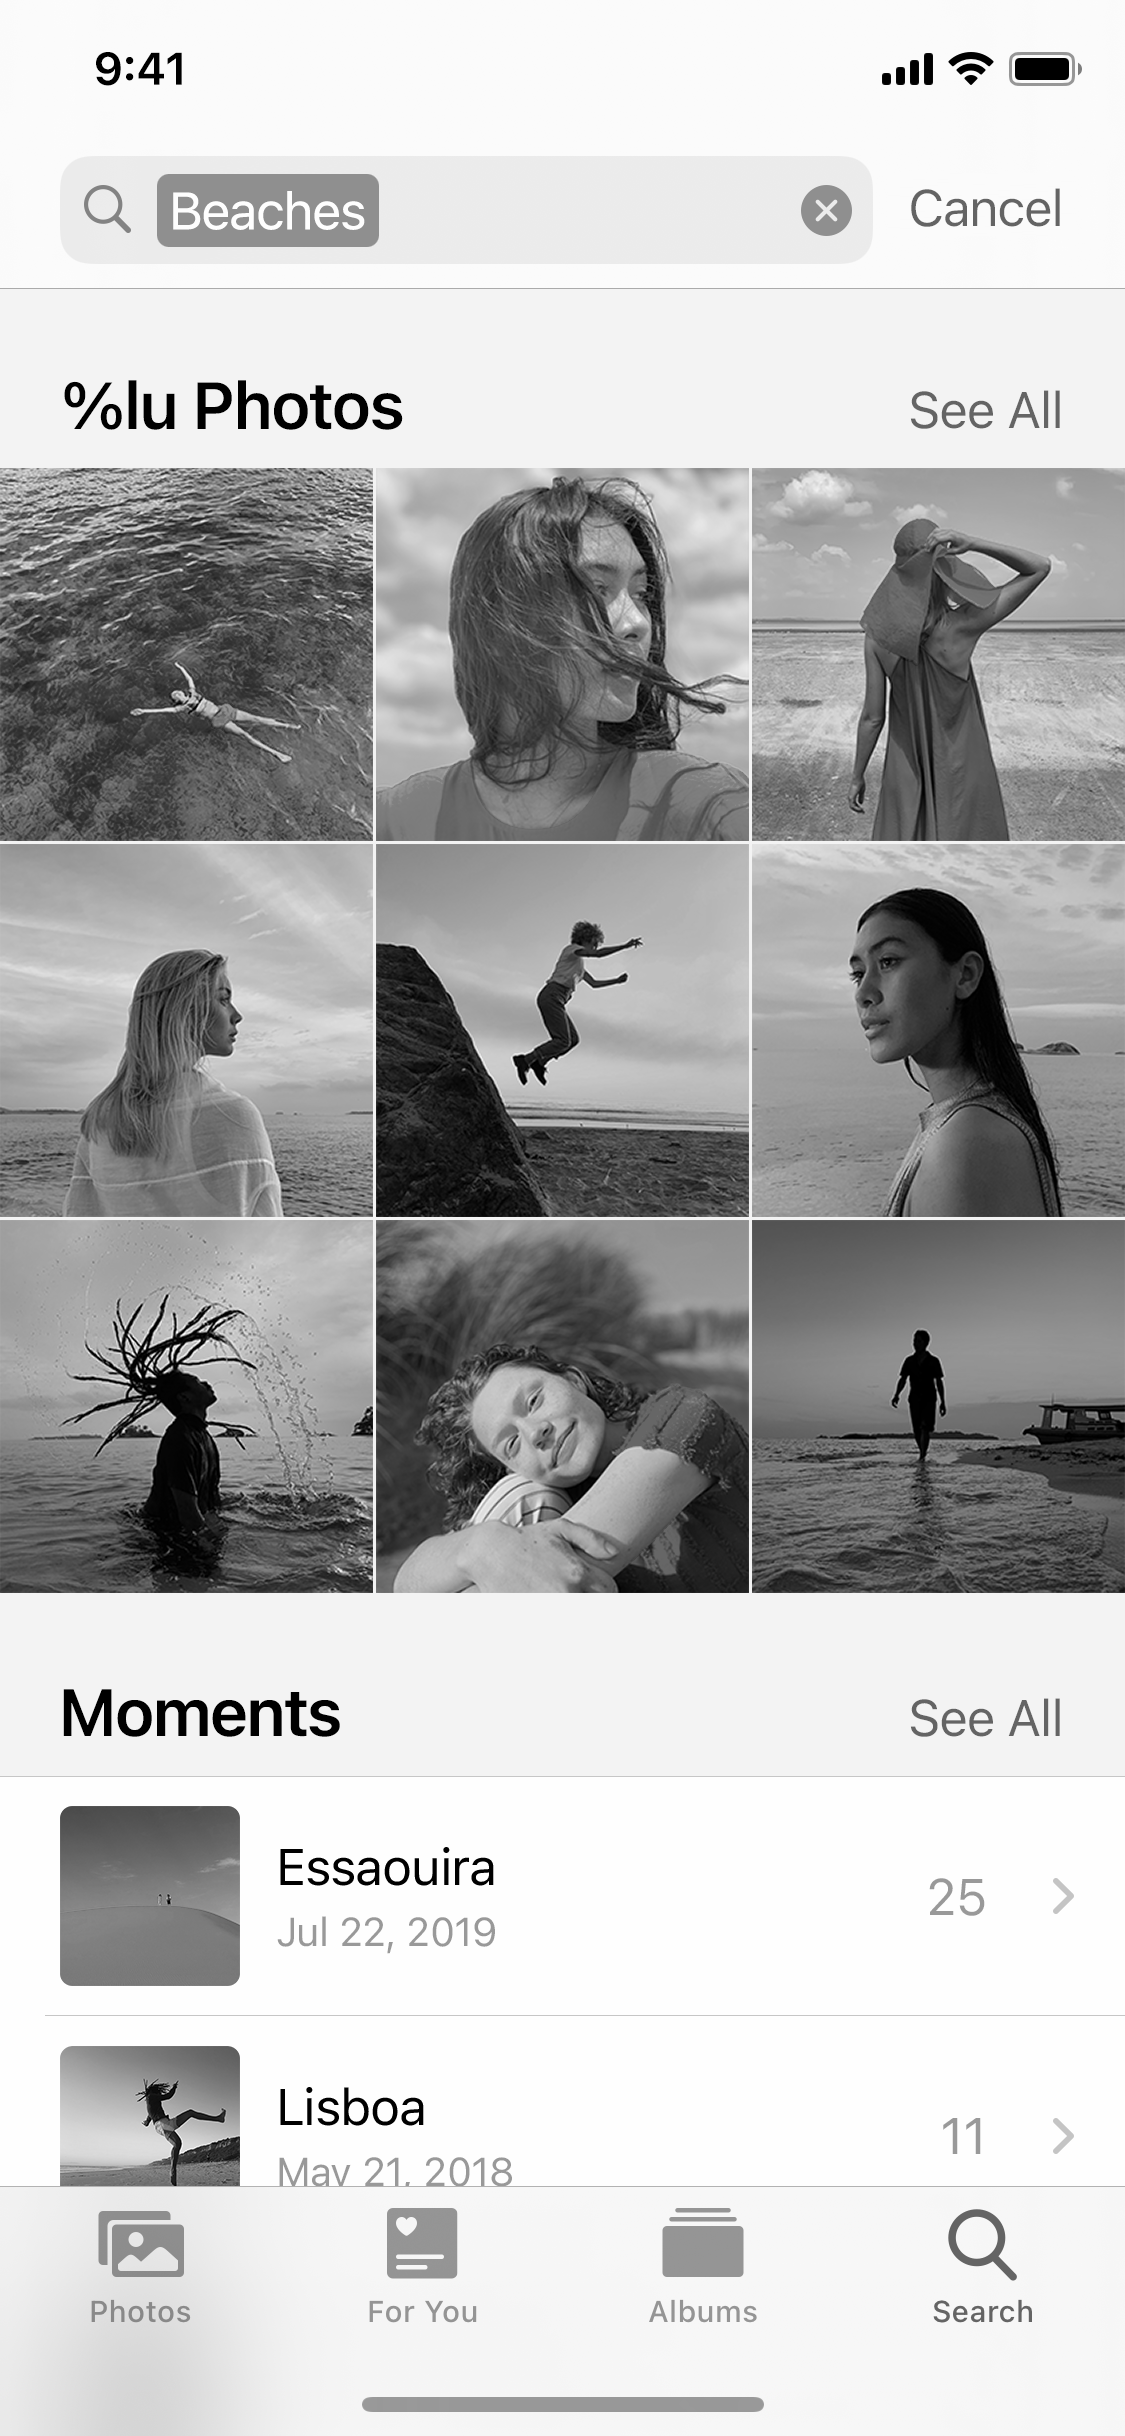 9:41
Beaches
Cancel
%lu Photos
See All
Moments
See All
Essaouira
Jul 22, 2019
25
Lisboa
May 21, 2018
11
Photos
For You
Albums
Search